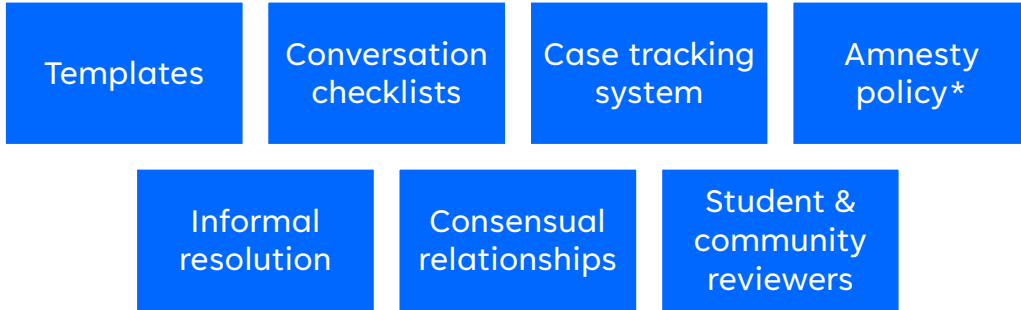 Templates
Conversation
checklists
Case tracking
system
Amnesty
policy*
Informal
resolution
Consensual
relationships
Student &
community
reviewers